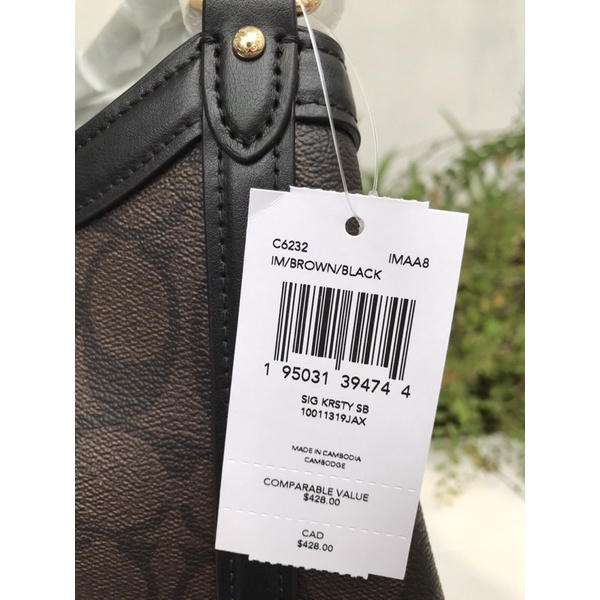 C6232 IMAA8
IM/BROWN/BLACK
1 95031 39474 4
SIG KRSTY SB
10011319JAX
MADE IN CAMBODIA
CAMBODGE
COMPARABLE VALUE
$428.00
CAD
$428.00